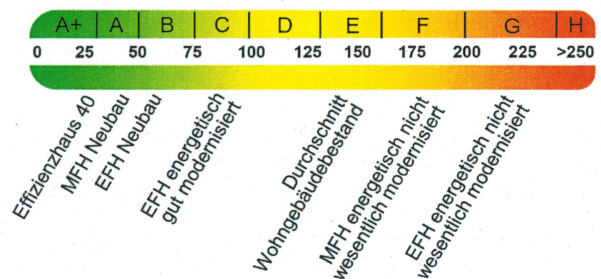 A+ A B C D E F G H
0 25 50 75 100 125 150 175 200 225 >250
Effizienzhaus 40
MFH Neubau
EFH Neubau
EFH energetisch
gut modernisiert
Durchschnitt
Wohngebäudebestand
MFH energetisch nicht
wesentlich modernisiert
EFH energetisch nicht
wesentlich modernisiert